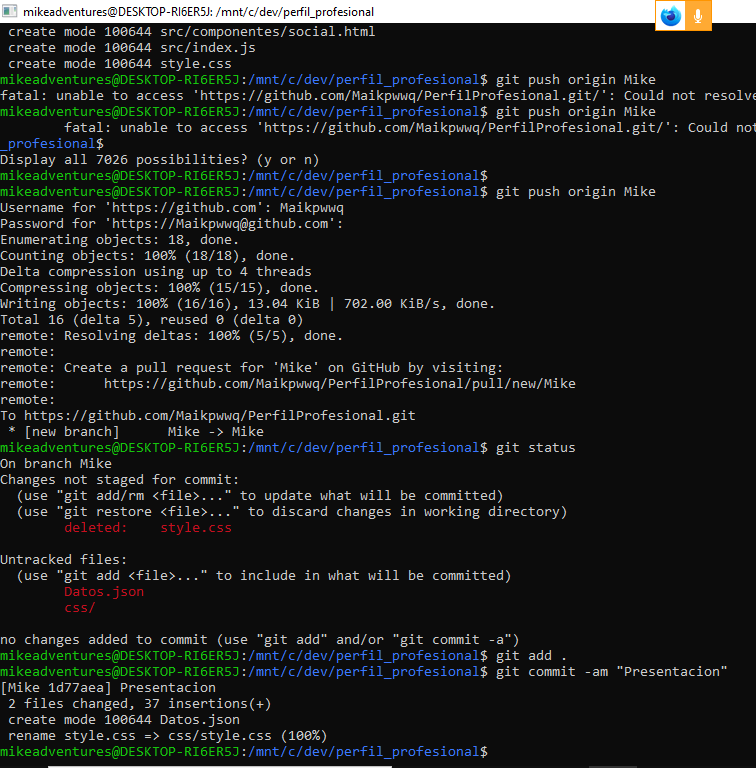 mikeadventures@DESKTOP-RI6ER5J: /mnt/c/dev/perfil_profesional
create mode 100644 src/componentes/social.html
create mode 100644 src/index.js
create mode 100644 style.css
mikeadventures@DESKTOP-RI6ER5J:/mnt/c/dev/perfil_profesional$ git push origin Mike
fatal: unable to access 'https://github.com/Maikpwwq/PerfilProfesional.git/': Could not resolve
mikeadventures@DESKTOP-RI6ER5J:/mnt/c/dev/perfil_profesional$ git push origin Mike
fatal: unable to access 'https://github.com/Maikpwwq/PerfilProfesional.git/': Could not
_profesional$
Display all 7026 possibilities? (y or n)
mikeadventures@DESKTOP-RI6ER5J:/mnt/c/dev/perfil_profesional$
mikeadventures@DESKTOP-RI6ER5J:/mnt/c/dev/perfil_profesional$ git push origin Mike
Username for 'https://github.com': Maikpwwq
Password for 'https://Maikpwwq@github.com':
Enumerating objects: 18, done.
Counting objects: 100% (18/18), done.
Delta compression using up to 4 threads
Compressing objects: 100% (15/15), done.
Writing objects: 100% (16/16), 13.04 KiB | 702.00 KiB/s, done.
Total 16 (delta 5), reused 0 (delta 0)
remote: Resolving deltas: 100% (5/5), done.
remote:
remote: Create a pull request for 'Mike' on GitHub by visiting:
remote:      https://github.com/Maikpwwq/PerfilProfesional/pull/new/Mike
remote:
To https://github.com/Maikpwwq/PerfilProfesional.git
* [new branch]      Mike -> Mike
mikeadventures@DESKTOP-RI6ER5J:/mnt/c/dev/perfil_profesional$ git status
On branch Mike
Changes not staged for commit:
(use "git add/rm <file>..." to update what will be committed)
(use "git restore <file>..." to discard changes in working directory)
deleted:    style.css
Untracked files:
(use "git add <file>..." to include in what will be committed)
Datos.json
css/
no changes added to commit (use "git add" and/or "git commit -a")
mikeadventures@DESKTOP-RI6ER5J:/mnt/c/dev/perfil_profesional$ git add .
mikeadventures@DESKTOP-RI6ER5J:/mnt/c/dev/perfil_profesional$ git commit -am "Presentacion"
[Mike 1d77aea] Presentacion
2 files changed, 37 insertions(+)
create mode 100644 Datos.json
rename style.css => css/style.css (100%)
mikeadventures@DESKTOP-RI6ER5J:/mnt/c/dev/perfil_profesional$